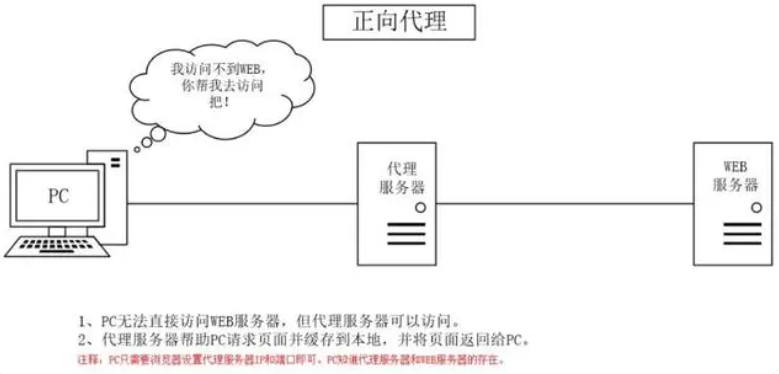 正向代理
我访问不到WEB，
你帮我去访问
把！
PC
代理
服务器
WEB
服务器
1、PC无法直接访问WEB服务器，但代理服务器可以访问。
2、代理服务器帮助PC请求页面并缓存到本地，并将页面返回给PC。
注释：PC只需要浏览器设置代理服务器IP和端口即可。PC知道代理服务器和WEB服务器的存在。